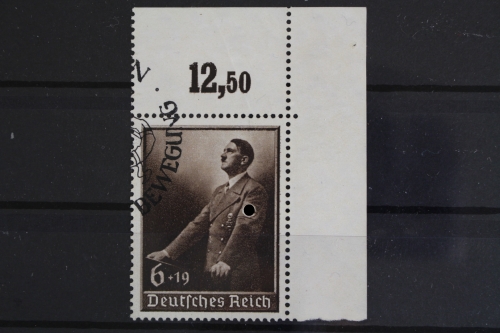 V.
12,50
BEWEGUNG
6+19
Deutsches Reich